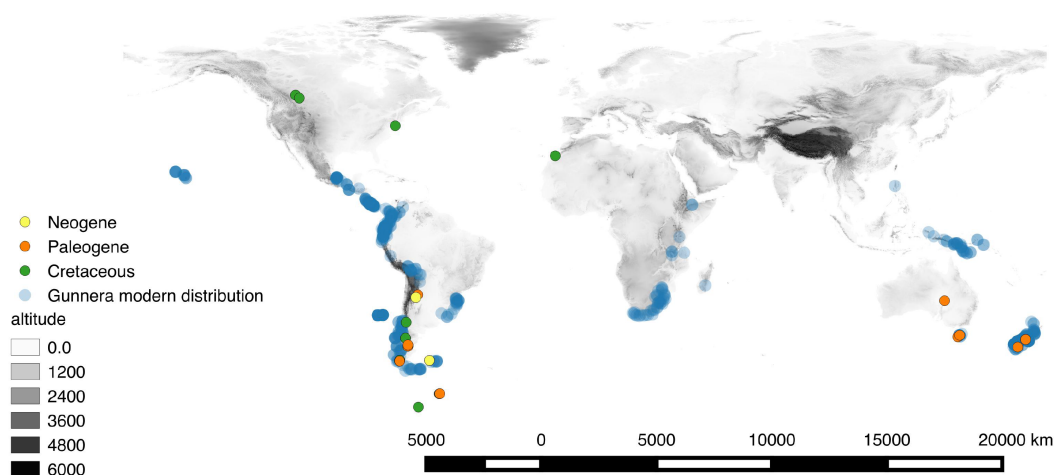 Neogene
Paleogene
Cretaceous
Gunnera modern distribution
altitude
0.0
1200
2400
3600
4800
6000
5000 0 5000 10000 15000 20000 km